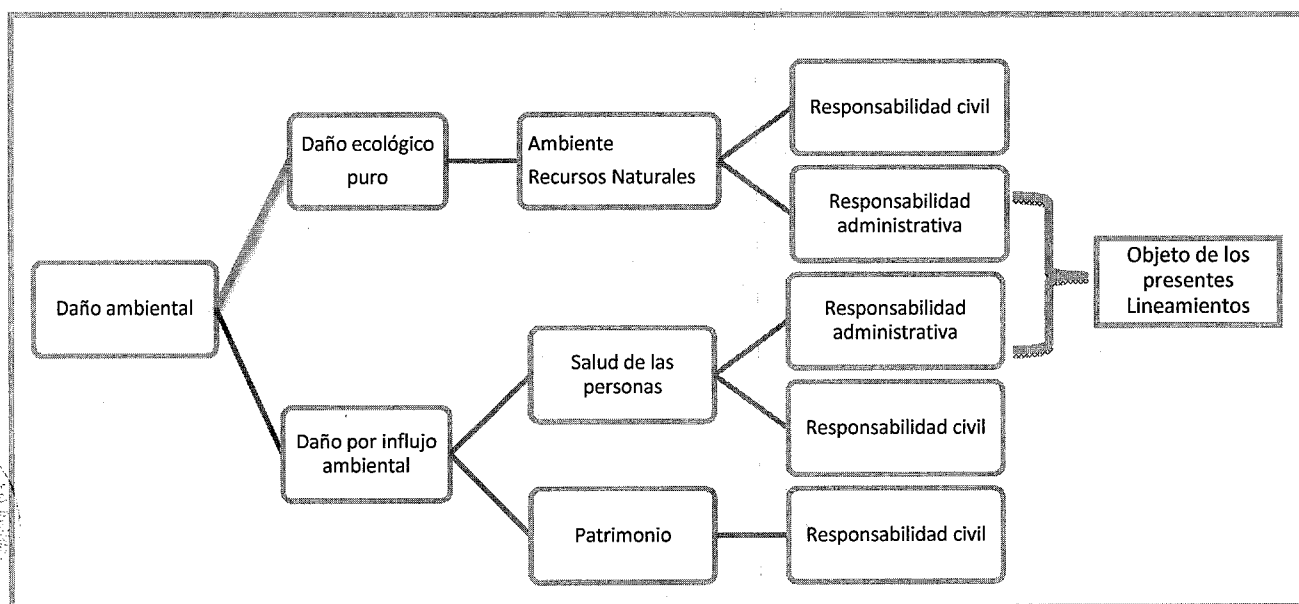 Daño ambiental
Daño ecológico
puro
Ambiente
Recursos Naturales
Responsabilidad civil
Responsabilidad
administrativa
Daño por influjo
ambiental
Salud de las
personas
Responsabilidad
administrativa
Responsabilidad civil
Patrimonio
Responsabilidad civil
Objeto de los
presentes
Lineamientos